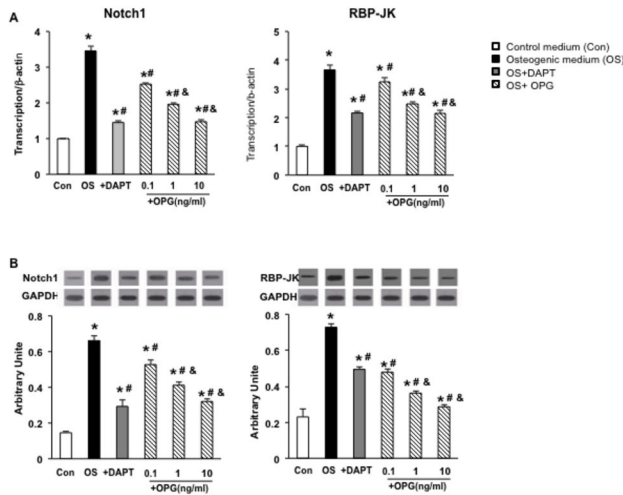 A
Notch1
RBP-JK
Transcription/β-actin
4
3
2
1
0
*
*#
*#
*# &
*# &
Con OS +DAPT 0.1 1 10
+OPG(ng/ml)
Transcription/b-actin
5
4
3
2
1
0
*
*#
*#
*# &
*# &
Con OS +DAPT 0.1 1 10
+OPG(ng/ml)
Control medium (Con)
Osteogenic medium (OS)
OS+DAPT
OS+ OPG
B
Notch1
GAPDH
Arbitrary Unite
0.8
0.6
0.4
0.2
0
*
*#
*#
*# &
*# &
Con OS +DAPT 0.1 1 10
+OPG(ng/ml)
RBP-JK
GAPDH
Arbitrary Unite
0.8
0.6
0.4
0.2
0
*
*#
*#
*# &
*# &
Con OS +DAPT 0.1 1 10
+OPG(ng/ml)